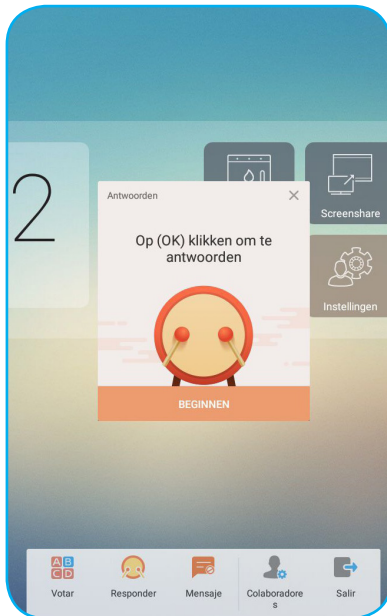 2
Antwoorden
Screenshare
Op (OK) klikken om te
antwoorden
Instellingen
BEGINNEN
A B
C D
Votar
Responder
Mensaje
Colaboradore
s
Salir